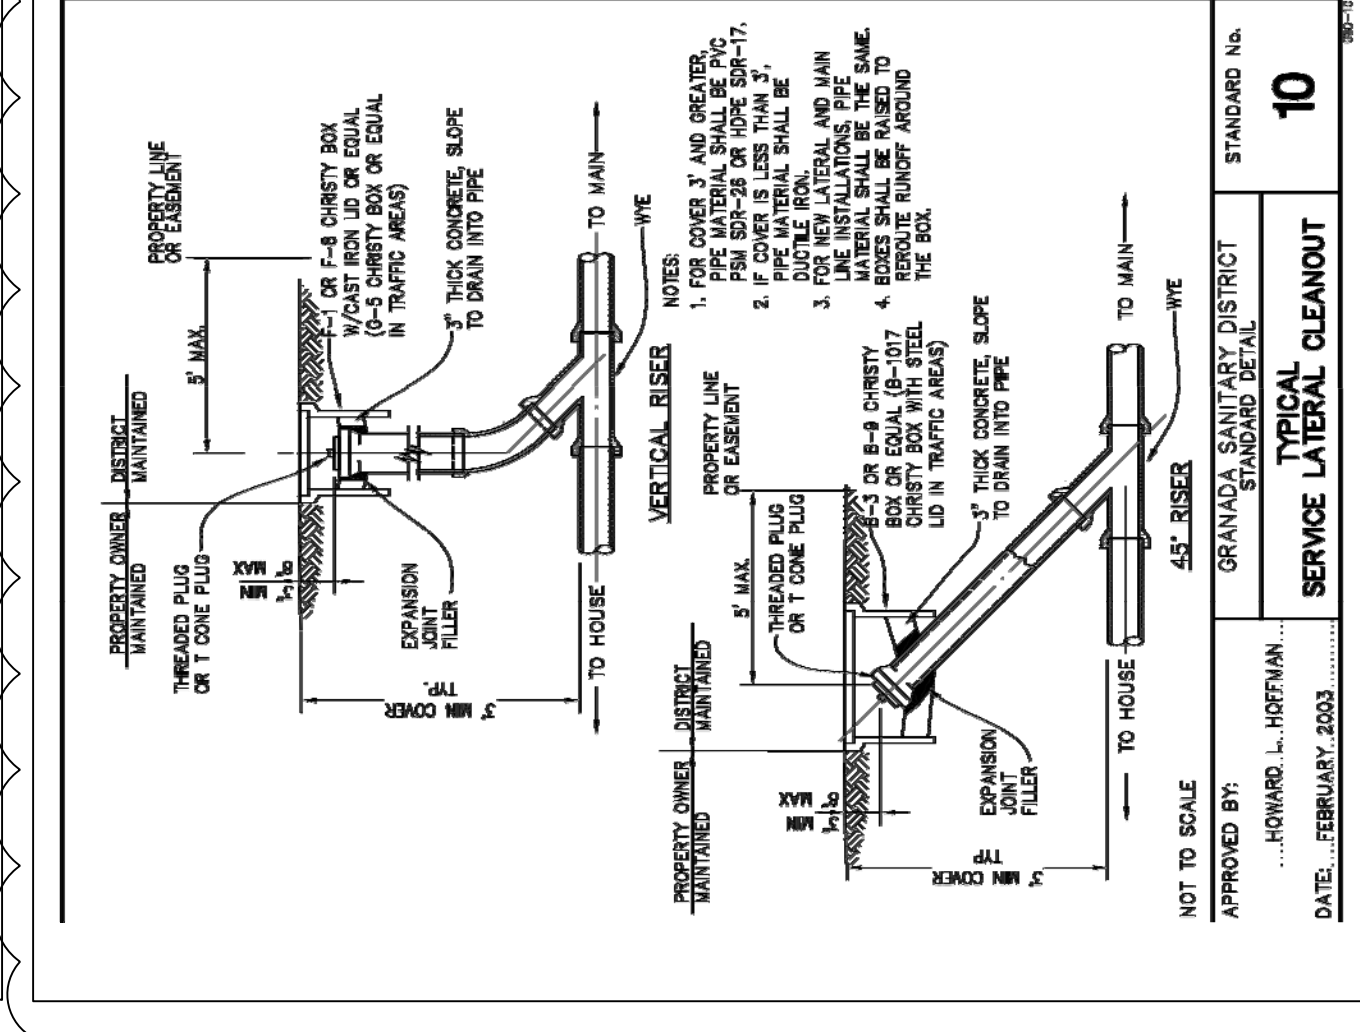 PROPERTY LINE
OR EASEMENT
5' MAX.
PROPERTY OWNER
MAINTAINED
DISTRICT
MAINTAINED
THREADED PLUG
OR T CONE PLUG
F-1 OR F-8 CHRISTY BOX
W/CAST IRON LID OR EQUAL
(G-5 CHRISTY BOX OR EQUAL
IN TRAFFIC AREAS)
3" THICK CONCRETE, SLOPE
TO DRAIN INTO PIPE
MIN
MAX
EXPANSION
JOINT
FILLER
3' MIN COVER
TYP.
TO HOUSE
TO MAIN
WYE
VERTICAL RISER
NOTES:
1. FOR COVER 3' AND GREATER,
PIPE MATERIAL SHALL BE PVC
PSM SDR-26 OR HDPE SDR-17.
2. IF COVER IS LESS THAN 3',
PIPE MATERIAL SHALL BE
DUCTILE IRON.
3. FOR NEW LATERAL AND MAIN
LINE INSTALLATIONS, PIPE
MATERIAL SHALL BE THE SAME.
4. BOXES SHALL BE RAISED TO
REROUTE RUNOFF AROUND
THE BOX.
PROPERTY LINE
OR EASEMENT
5' MAX.
PROPERTY OWNER
MAINTAINED
DISTRICT
MAINTAINED
THREADED PLUG
OR T CONE PLUG
B-3 OR B-9 CHRISTY
BOX OR EQUAL (B-1017
CHRISTY BOX WITH STEEL
LID IN TRAFFIC AREAS)
3" THICK CONCRETE, SLOPE
TO DRAIN INTO PIPE
MIN
MAX
EXPANSION
JOINT
FILLER
3' MIN COVER
TYP
TO HOUSE
TO MAIN
WYE
45° RISER
NOT TO SCALE
APPROVED BY:
HOWARD L. HOFFMAN
DATE: FEBRUARY 2003
GRANADA SANITARY DISTRICT
STANDARD DETAIL
TYPICAL
SERVICE LATERAL CLEANOUT
STANDARD No.
10